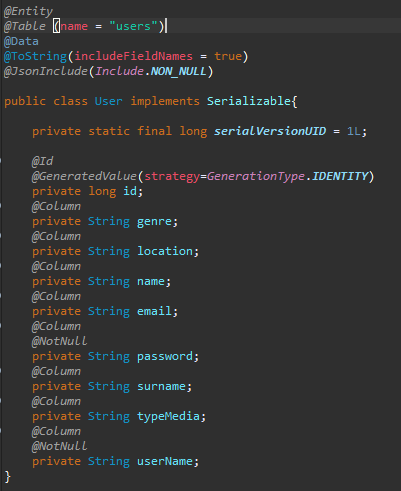 @Entity
@Table (name = "users")
@Data
@ToString(includeFieldNames = true)
@JsonInclude(Include.NON_NULL)
public class User implements Serializable{
private static final long serialVersionUID = 1L;
@Id
@GeneratedValue(strategy=GenerationType.IDENTITY)
private long id;
@Column
private String genre;
@Column
private String location;
@Column
private String name;
@Column
private String email;
@Column
@NotNull
private String password;
@Column
private String surname;
@Column
private String typeMedia;
@Column
@NotNull
private String userName;
}